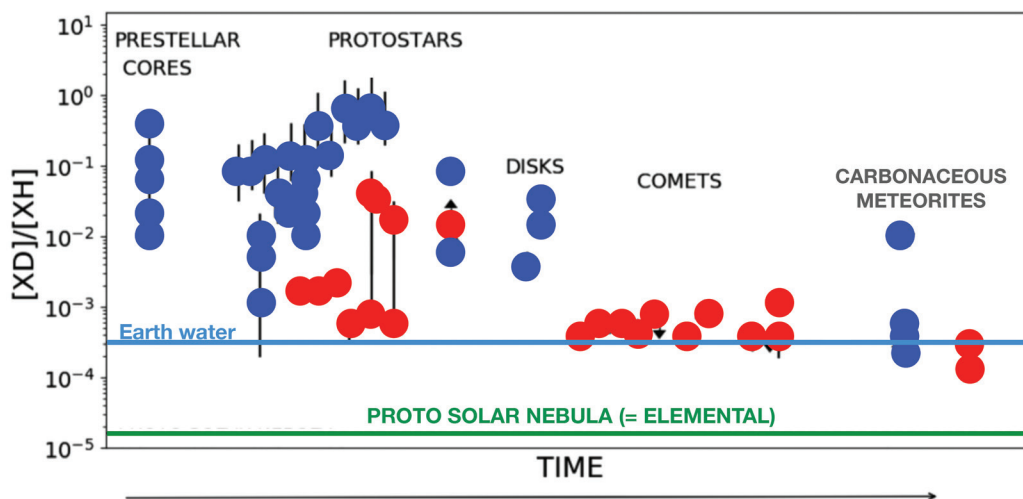 [XD]/[XH]
10¹
10⁰
10⁻¹
10⁻²
10⁻³
10⁻⁴
10⁻⁵
PRESTELLAR
CORES
PROTOSTARS
DISKS
COMETS
CARBONACEOUS
METEORITES
Earth water
PROTO SOLAR NEBULA (= ELEMENTAL)
TIME